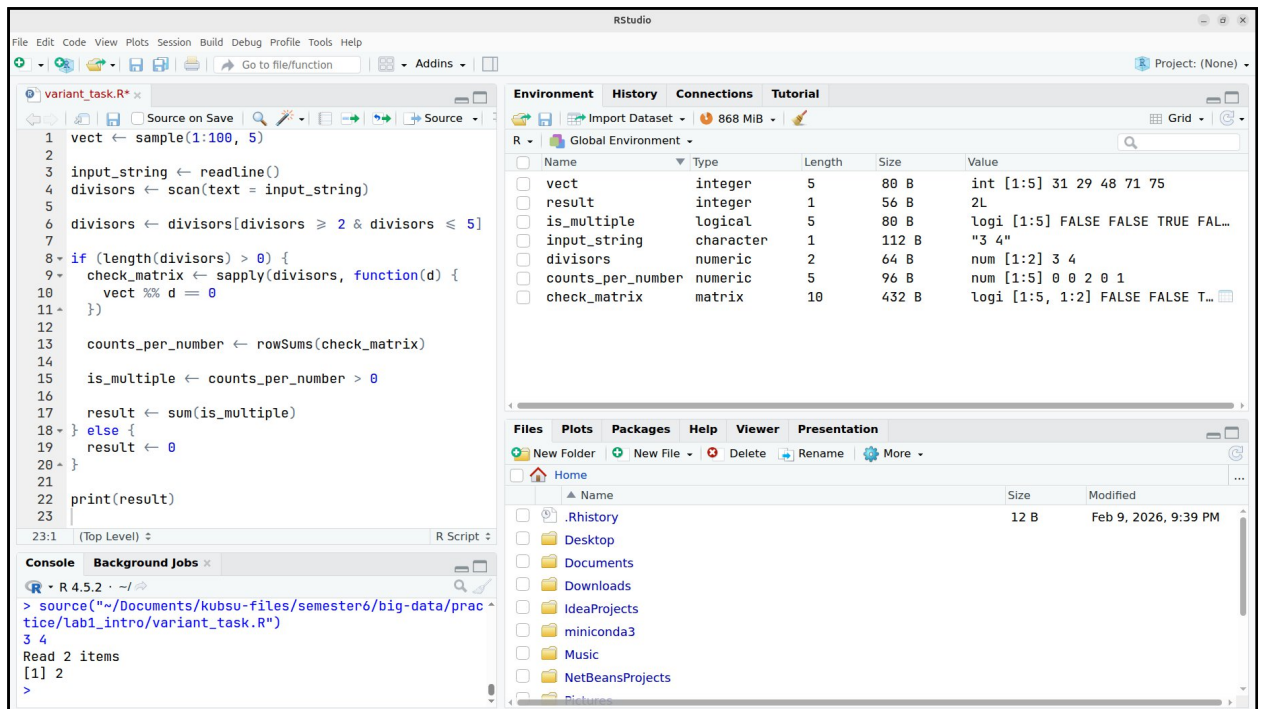 RStudio
File Edit Code View Plots Session Build Debug Profile Tools Help
Go to file/function Addins Project: (None)
variant_task.R*
Source on Save Source
1 vect ← sample(1:100, 5)
2
3 input_string ← readline()
4 divisors ← scan(text = input_string)
5
6 divisors ← divisors[divisors ⩾ 2 & divisors ⩽ 5]
7
8 if (length(divisors) > 0) {
9 check_matrix ← sapply(divisors, function(d) {
10 vect %% d == 0
11 })
12
13 counts_per_number ← rowSums(check_matrix)
14
15 is_multiple ← counts_per_number > 0
16
17 result ← sum(is_multiple)
18 } else {
19 result ← 0
20 }
21
22 print(result)
23
23:1 (Top Level) R Script
Console Background Jobs
R 4.5.2 · ~/
> source("~/Documents/kubsu-files/semester6/big-data/prac
tice/lab1_intro/variant_task.R")
3 4
Read 2 items
[1] 2
>
Environment History Connections Tutorial
Import Dataset 868 MiB Grid
R Global Environment
Name Type Length Size Value
vect integer 5 80 B int [1:5] 31 29 48 71 75
result integer 1 56 B 2L
is_multiple logical 5 80 B logi [1:5] FALSE FALSE TRUE FAL…
input_string character 1 112 B "3 4"
divisors numeric 2 64 B num [1:2] 3 4
counts_per_number numeric 5 96 B num [1:5] 0 0 2 0 1
check_matrix matrix 10 432 B logi [1:5, 1:2] FALSE FALSE T…
Files Plots Packages Help Viewer Presentation
New Folder New File Delete Rename More
Home ...
Name Size Modified
.Rhistory 12 B Feb 9, 2026, 9:39 PM
Desktop
Documents
Downloads
IdeaProjects
miniconda3
Music
NetBeansProjects
Pictures